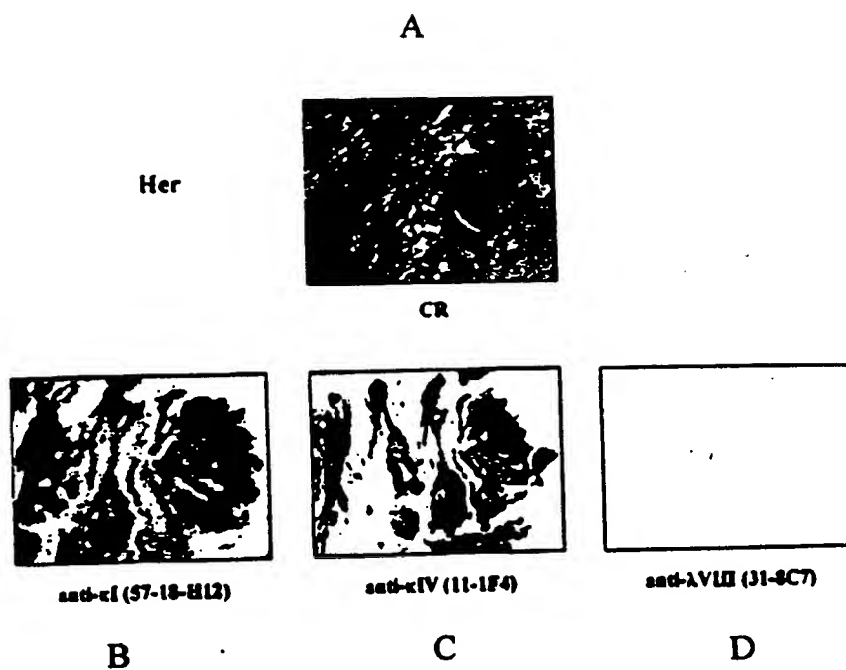 A
Her
CR
anti-κI (57-18-H12)
anti-κIV (11-1F4)
anti-λVIII (31-8C7)
B
C
D